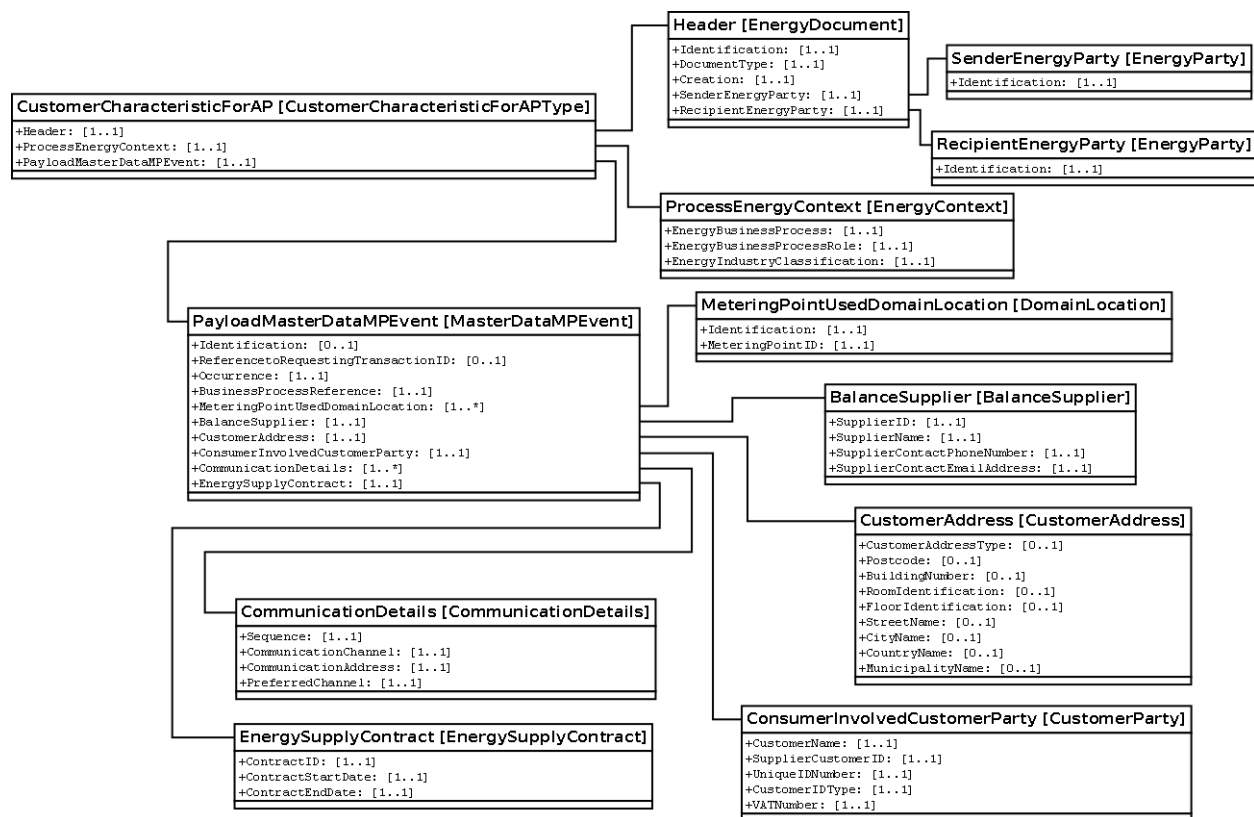 Header [EnergyDocument]
+Identification: [1..1]
+DocumentType: [1..1]
+Creation: [1..1]
+SenderEnergyParty: [1..1]
+RecipientEnergyParty: [1..1]
SenderEnergyParty [EnergyParty]
+Identification: [1..1]
CustomerCharacteristicForAP [CustomerCharacteristicForAPType]
+Header: [1..1]
+ProcessEnergyContext: [1..1]
+PayloadMasterDataMPEvent: [1..1]
RecipientEnergyParty [EnergyParty]
+Identification: [1..1]
ProcessEnergyContext [EnergyContext]
+EnergyBusinessProcess: [1..1]
+EnergyBusinessProcessRole: [1..1]
+EnergyIndustryClassification: [1..1]
PayloadMasterDataMPEvent [MasterDataMPEvent]
+Identification: [0..1]
+ReferencetoRequestingTransactionID: [0..1]
+Occurrence: [1..1]
+BusinessProcessReference: [1..1]
+MeteringPointUsedDomainLocation: [1..*]
+BalanceSupplier: [1..1]
+CustomerAddress: [1..1]
+ConsumerInvolvedCustomerParty: [1..1]
+CommunicationDetails: [1..*]
+EnergySupplyContract: [1..1]
MeteringPointUsedDomainLocation [DomainLocation]
+Identification: [1..1]
+MeteringPointID: [1..1]
BalanceSupplier [BalanceSupplier]
+SupplierID: [1..1]
+SupplierName: [1..1]
+SupplierContactPhoneNumber: [1..1]
+SupplierContactEmailAddress: [1..1]
CustomerAddress [CustomerAddress]
+CustomerAddressType: [0..1]
+Postcode: [0..1]
+BuildingNumber: [0..1]
+RoomIdentification: [0..1]
+FloorIdentification: [0..1]
+StreetName: [0..1]
+CityName: [0..1]
+CountryName: [0..1]
+MunicipalityName: [0..1]
CommunicationDetails [CommunicationDetails]
+Sequence: [1..1]
+CommunicationChannel: [1..1]
+CommunicationAddress: [1..1]
+PreferredChannel: [1..1]
ConsumerInvolvedCustomerParty [CustomerParty]
+CustomerName: [1..1]
+SupplierCustomerID: [1..1]
+UniqueIDNumber: [1..1]
+CustomerIDType: [1..1]
+VATNumber: [1..1]
EnergySupplyContract [EnergySupplyContract]
+ContractID: [1..1]
+ContractStartDate: [1..1]
+ContractEndDate: [1..1]